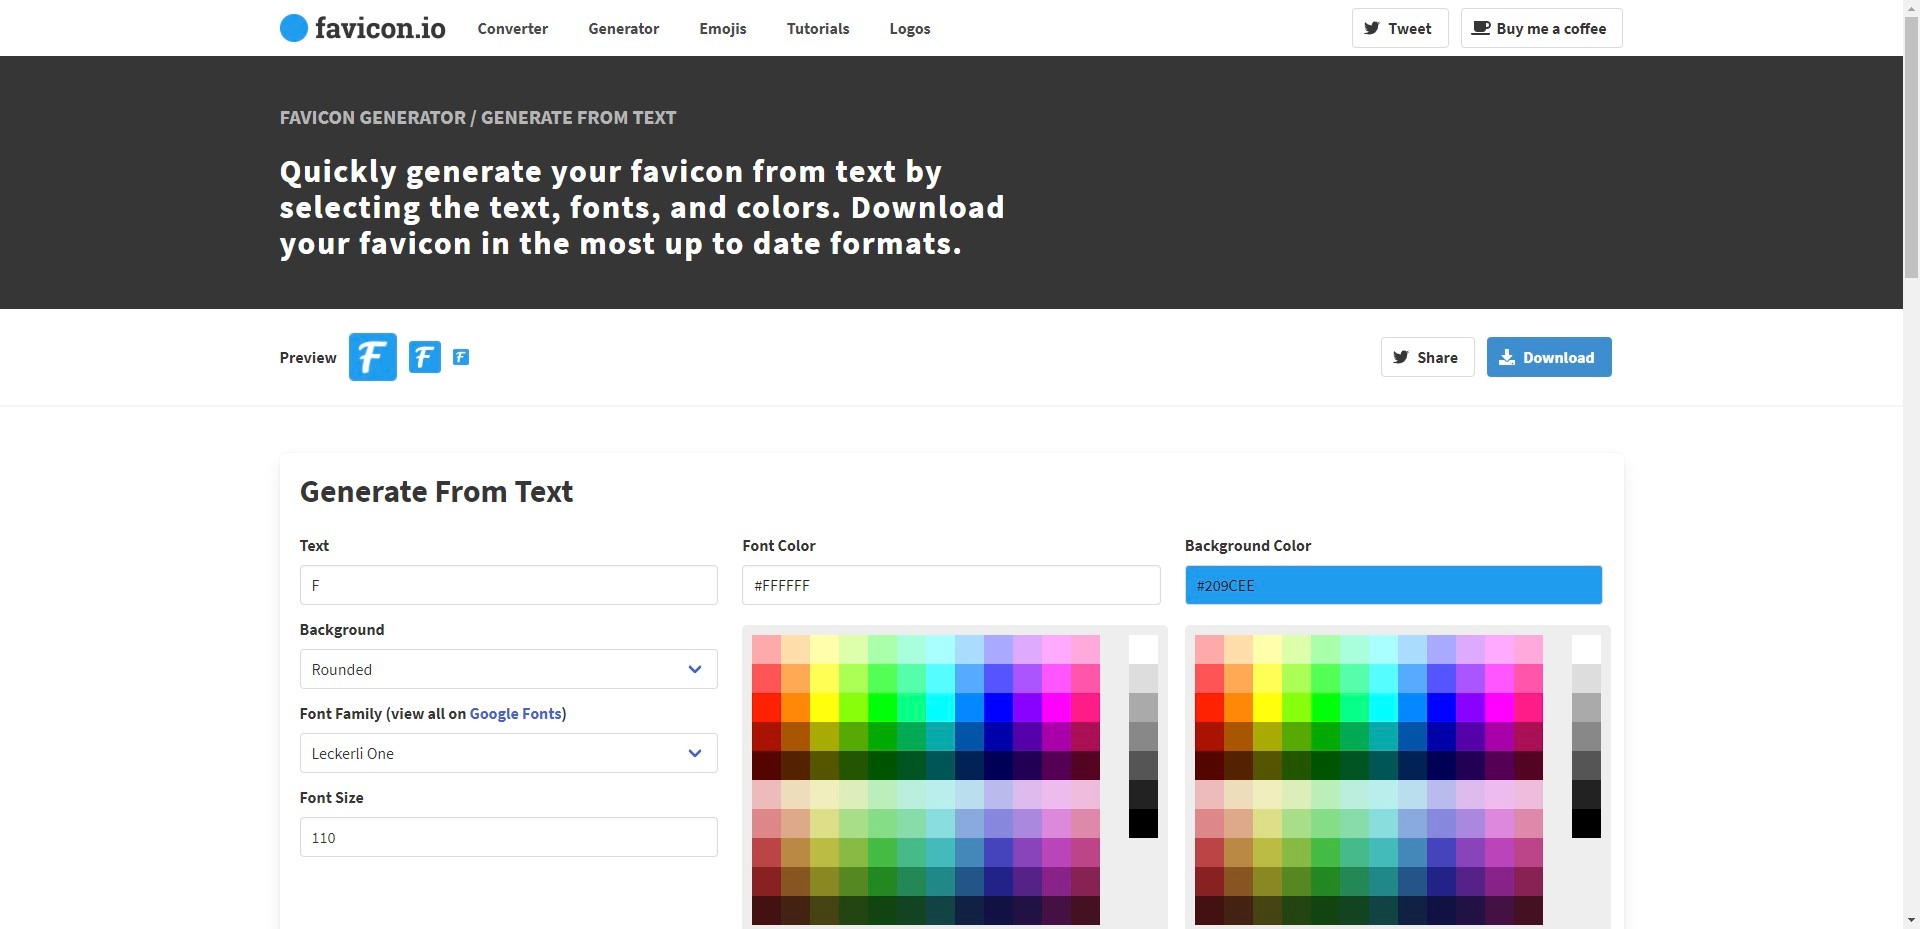 favicon.io
Converter
Generator
Emojis
Tutorials
Logos
Tweet
Buy me a coffee
FAVICON GENERATOR / GENERATE FROM TEXT
Quickly generate your favicon from text by
selecting the text, fonts, and colors. Download
your favicon in the most up to date formats.
Preview
F
F
F
Share
Download
Generate From Text
Text
Font Color
Background Color
F
#FFFFFF
#209CEE
Background
Rounded
Font Family (view all on Google Fonts)
Leckerli One
Font Size
110